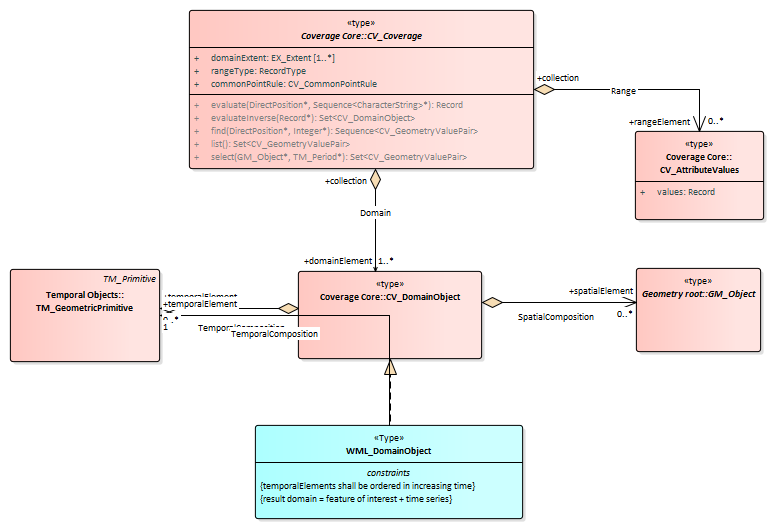 «type»
Coverage Core::CV_Coverage
+ domainExtent: EX_Extent [1..*]
+ rangeType: RecordType
+ commonPointRule: CV_CommonPointRule
+ evaluate(DirectPosition*, Sequence<CharacterString>*): Record
+ evaluateInverse(Record*): Set<CV_DomainObject>
+ find(DirectPosition*, Integer*): Sequence<CV_GeometryValuePair>
+ list(): Set<CV_GeometryValuePair>
+ select(GM_Object*, TM_Period*): Set<CV_GeometryValuePair>
+collection
Range
+rangeElement 0..*
«type»
Coverage Core::
CV_AttributeValues
+ values: Record
+collection
Domain
+domainElement 1..*
TM_Primitive
Temporal Objects::
TM_GeometricPrimitive
+temporalElement
+temporalElement
0..*
1
TemporalComposition
TemporalComposition
«type»
Coverage Core::CV_DomainObject
+spatialElement
SpatialComposition
0..*
«type»
Geometry root::GM_Object
«Type»
WML_DomainObject
constraints
{temporalElements shall be ordered in increasing time}
{result domain = feature of interest + time series}